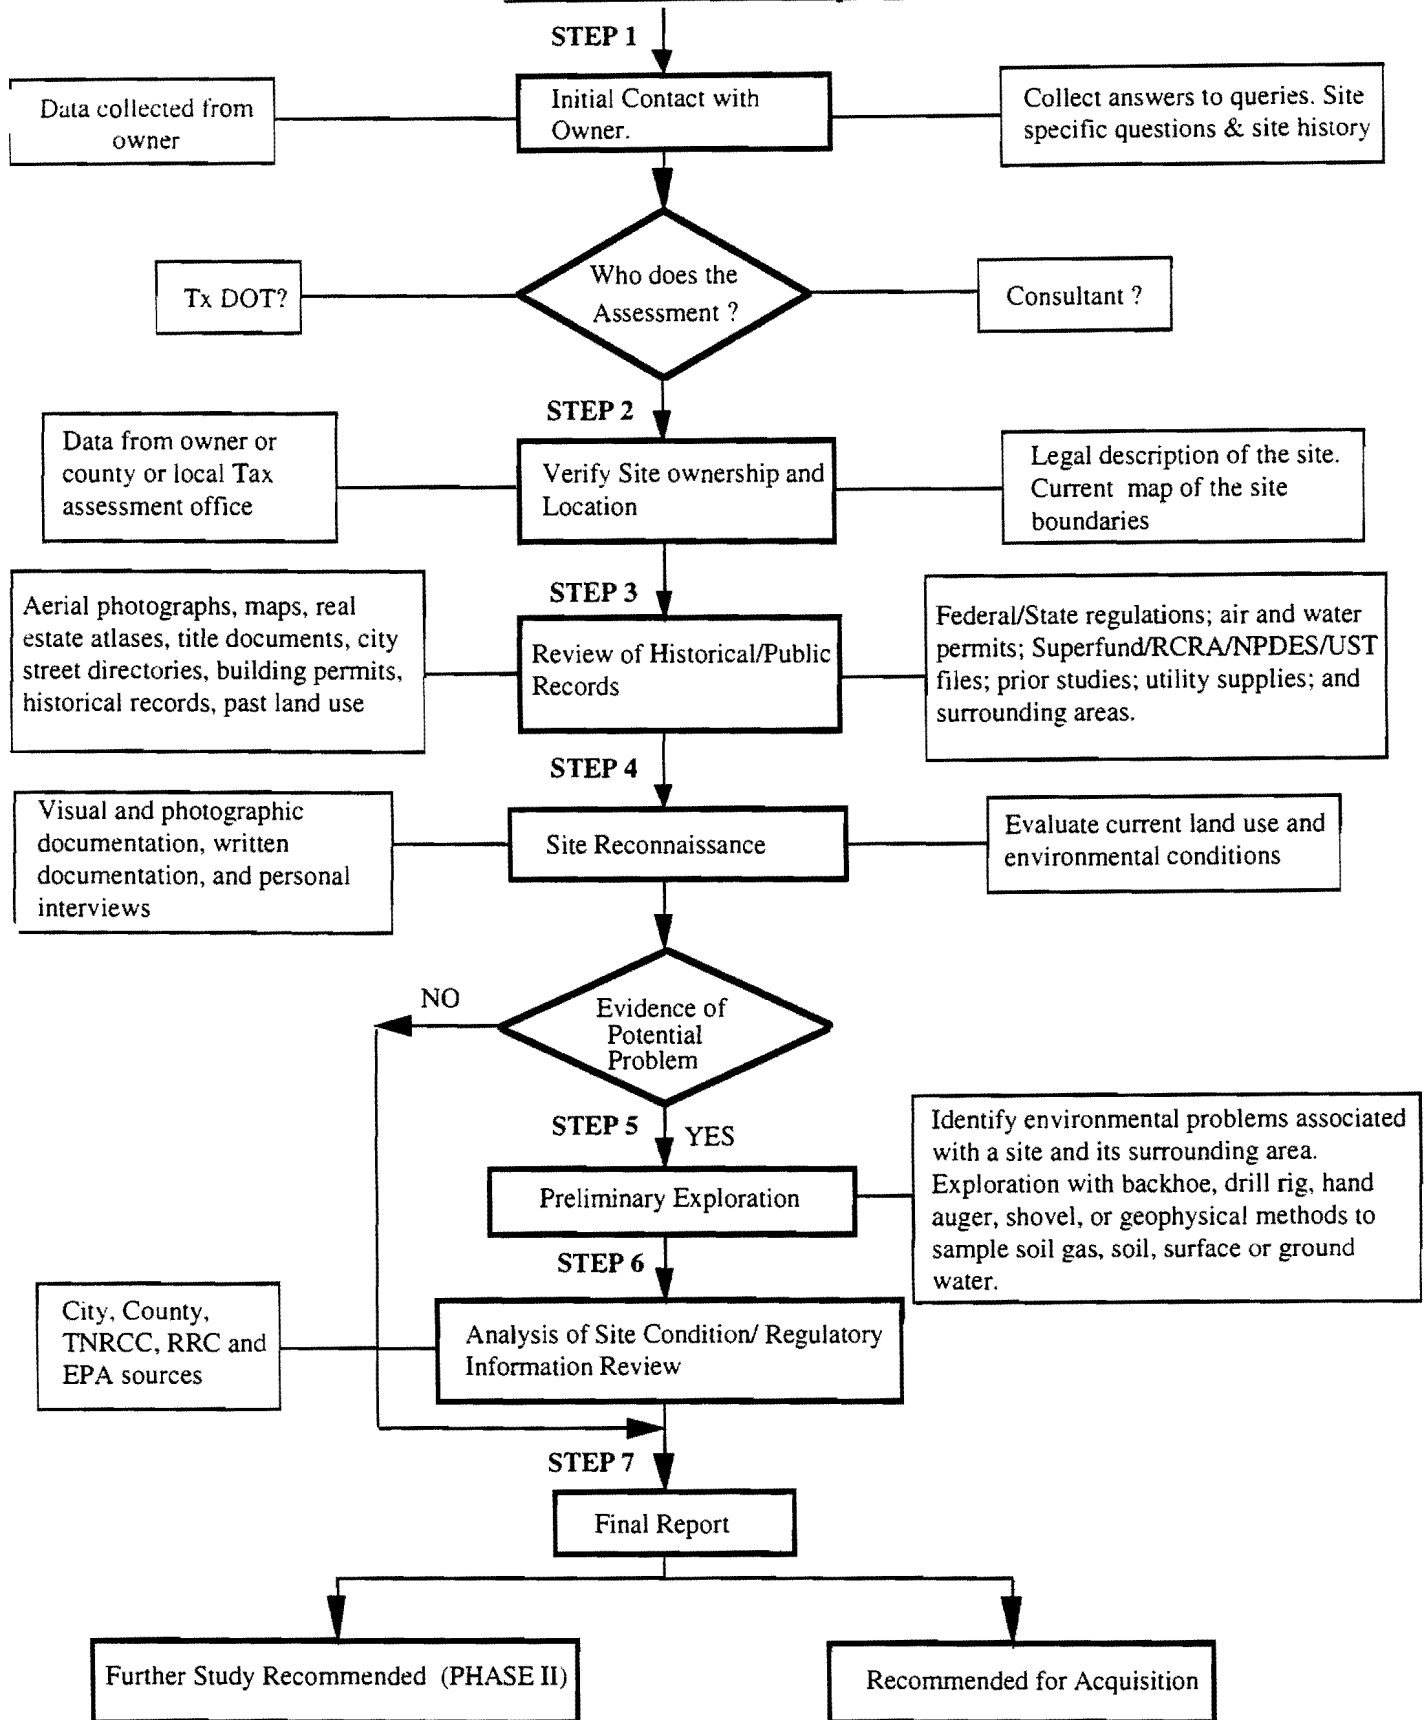 STEP 1
Data collected from
owner
Initial Contact with
Owner.
Collect answers to queries. Site
specific questions & site history
Tx DOT?
Who does the
Assessment ?
Consultant ?
STEP 2
Data from owner or
county or local Tax
assessment office
Verify Site ownership and
Location
Legal description of the site.
Current map of the site
boundaries
STEP 3
Aerial photographs, maps, real
estate atlases, title documents, city
street directories, building permits,
historical records, past land use
Review of Historical/Public
Records
Federal/State regulations; air and water
permits; Superfund/RCRA/NPDES/UST
files; prior studies; utility supplies; and
surrounding areas.
STEP 4
Visual and photographic
documentation, written
documentation, and personal
interviews
Site Reconnaissance
Evaluate current land use and
environmental conditions
NO
Evidence of
Potential
Problem
STEP 5
YES
Preliminary Exploration
Identify environmental problems associated
with a site and its surrounding area.
Exploration with backhoe, drill rig, hand
auger, shovel, or geophysical methods to
sample soil gas, soil, surface or ground
water.
STEP 6
City, County,
TNRCC, RRC and
EPA sources
Analysis of Site Condition/ Regulatory
Information Review
STEP 7
Final Report
Further Study Recommended (PHASE II)
Recommended for Acquisition